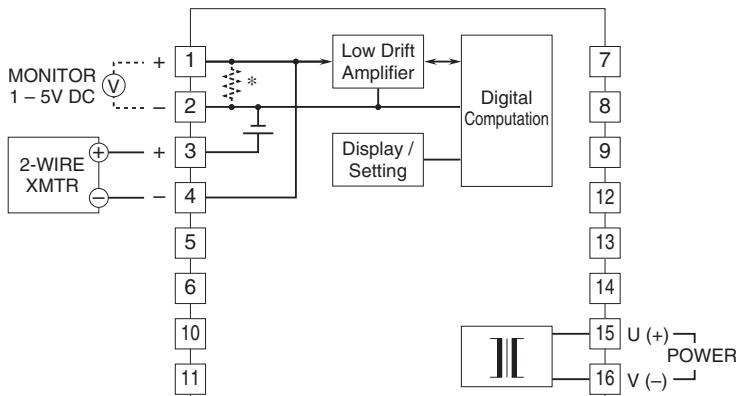 MONITOR
1 – 5V DC
V
+
–
2-WIRE
XMTR
+
–
+
–
1
2
3
4
5
6
10
11
*
Low Drift
Amplifier
Display /
Setting
Digital
Computation
7
8
9
12
13
14
15
16
U (+)
V (–)
POWER